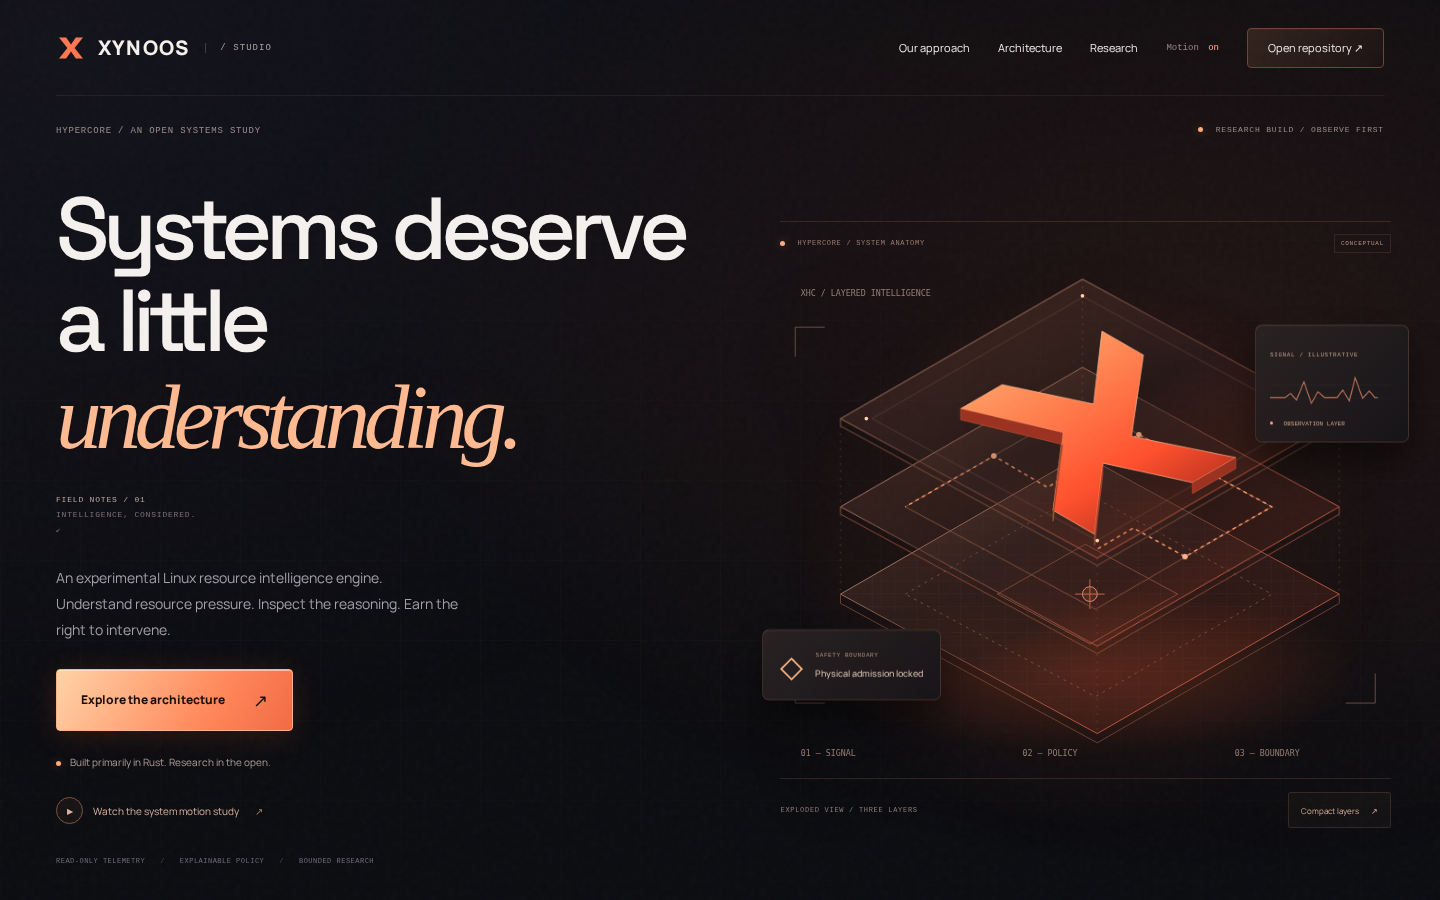 XYNOOS
/ STUDIO
Our approach
Architecture
Research
Motion on
Open repository ↗
HYPERCORE / AN OPEN SYSTEMS STUDY
RESEARCH BUILD / OBSERVE FIRST
Systems deserve
a little
understanding.
FIELD NOTES / 01
INTELLIGENCE, CONSIDERED.
↙
An experimental Linux resource intelligence engine.
Understand resource pressure. Inspect the reasoning. Earn the
right to intervene.
Explore the architecture ↗
Built primarily in Rust. Research in the open.
Watch the system motion study ↗
READ-ONLY TELEMETRY / EXPLAINABLE POLICY / BOUNDED RESEARCH
HYPERCORE / SYSTEM ANATOMY
CONCEPTUAL
XHC / LAYERED INTELLIGENCE
SIGNAL / ILLUSTRATIVE
OBSERVATION LAYER
SAFETY BOUNDARY
Physical admission locked
01 — SIGNAL
02 — POLICY
03 — BOUNDARY
EXPLODED VIEW / THREE LAYERS
Compact layers ↗